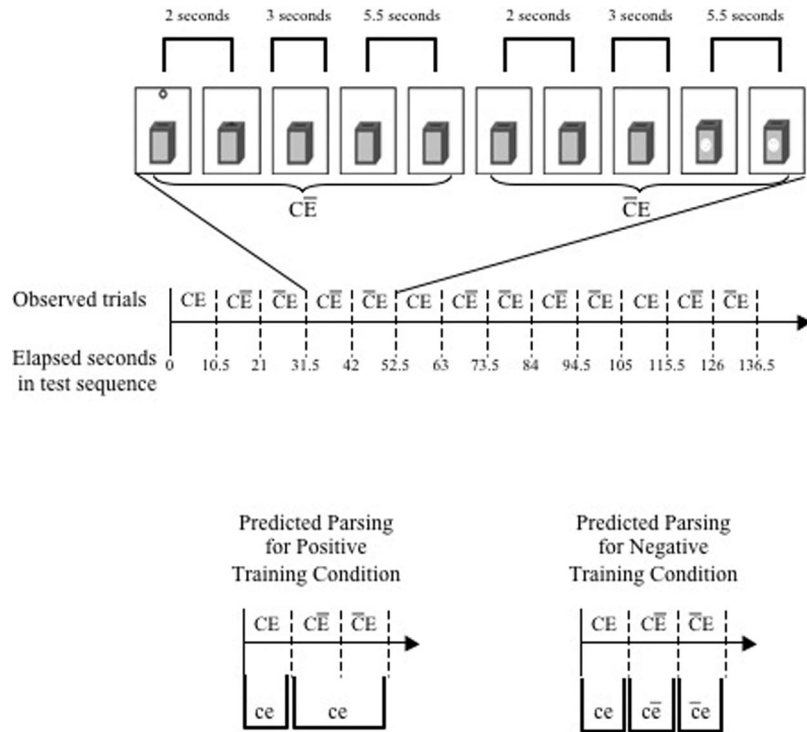 2 seconds 3 seconds 5.5 seconds 2 seconds 3 seconds 5.5 seconds
CE̅ C̅E
Observed trials CE CE̅ C̅E CE̅ C̅E CE CE̅ C̅E CE̅ C̅E CE CE̅ C̅E
Elapsed seconds
in test sequence
0 10.5 21 31.5 42 52.5 63 73.5 84 94.5 105 115.5 126 136.5
Predicted Parsing
for Positive
Training Condition
CE CE̅ C̅E
ce ce
Predicted Parsing
for Negative
Training Condition
CE CE̅ C̅E
ce ce̅ c̅e